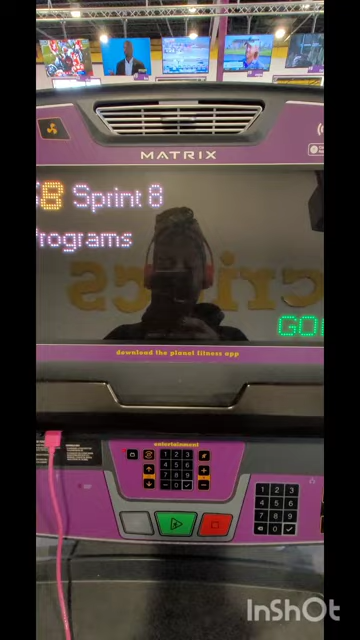 MATRIX
S8 Sprint 8
Programs
GO
download the planet fitness app
entertainment
1 2 3
4 5 6
7 8 9
0
1 2 3
4 5 6
7 8 9
0
InShOt